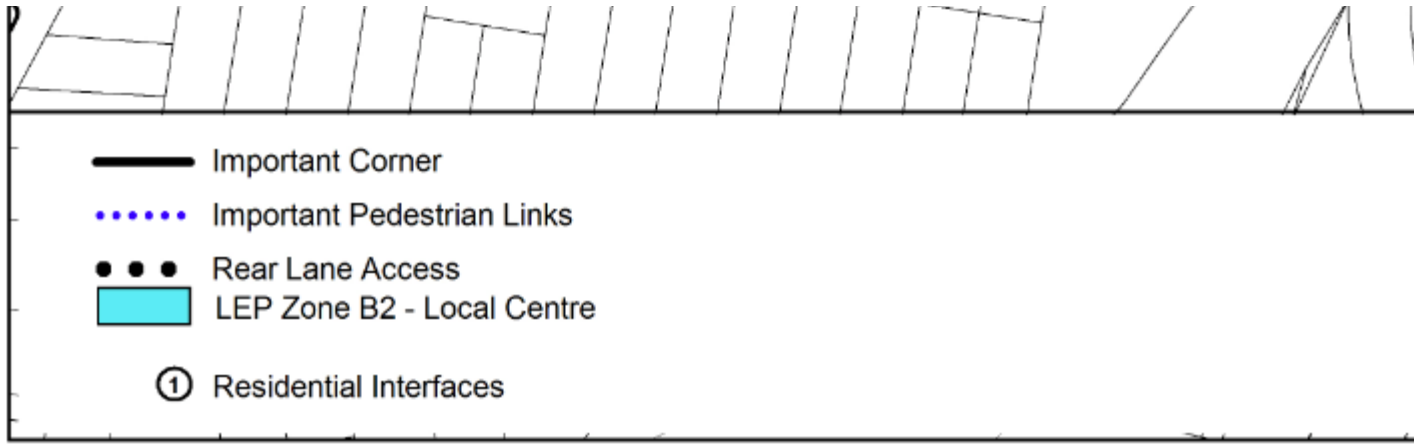 Important Corner
Important Pedestrian Links
Rear Lane Access
LEP Zone B2 - Local Centre
1 Residential Interfaces